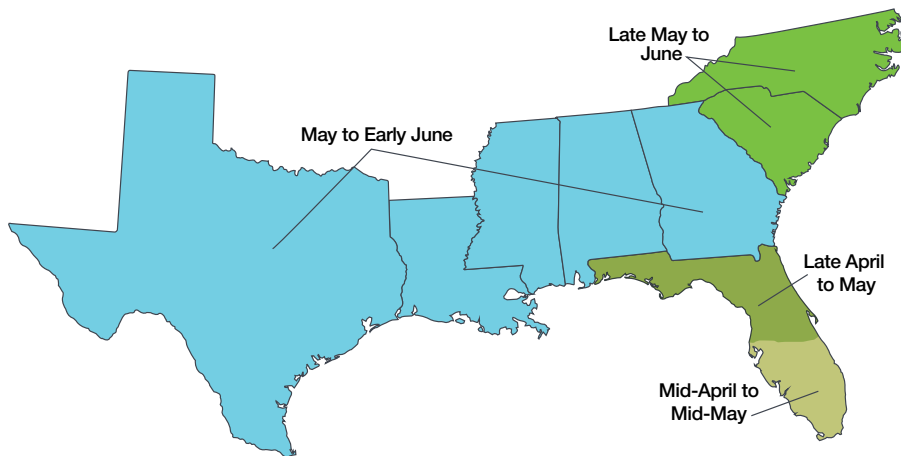 Late May to
June
May to Early June
Late April
to May
Mid-April to
Mid-May